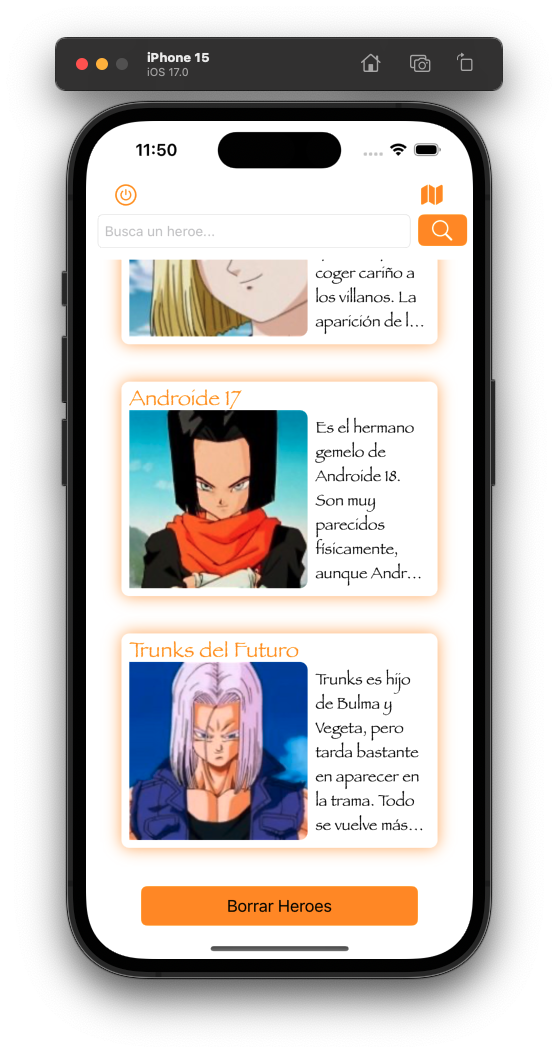 iPhone 15
iOS 17.0
11:50
Busca un heroe...
coger cariño a
los villanos. La
aparición de l...
Androide 17
Es el hermano
gemelo de
Androide 18.
Son muy
parecidos
físicamente,
aunque Andr...
Trunks del Futuro
Trunks es hijo
de Bulma y
Vegeta, pero
tarda bastante
en aparecer en
la trama. Todo
se vuelve más...
Borrar Heroes